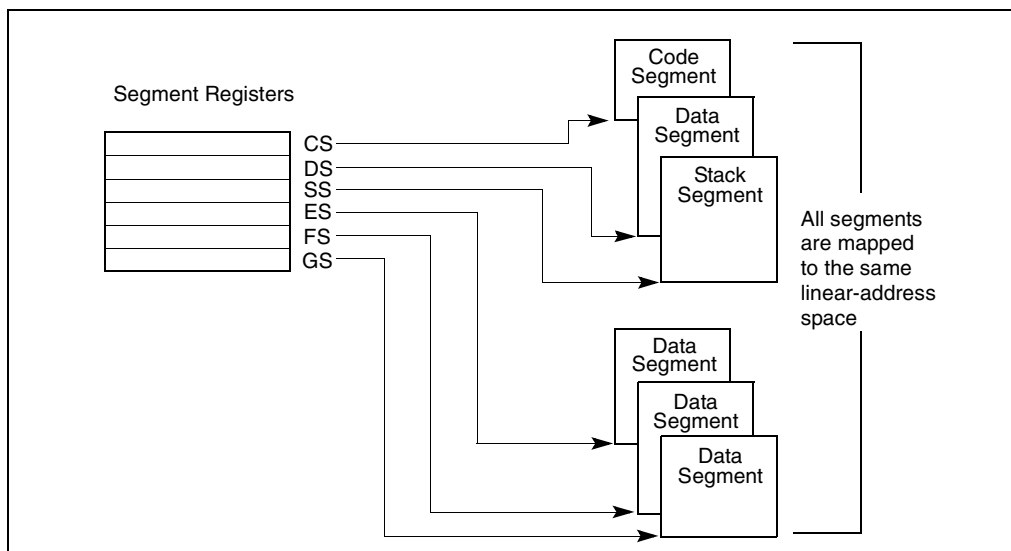 Segment Registers
CS
DS
SS
ES
FS
GS
Code
Segment
Data
Segment
Stack
Segment
Data
Segment
Data
Segment
Data
Segment
All segments
are mapped
to the same
linear-address
space